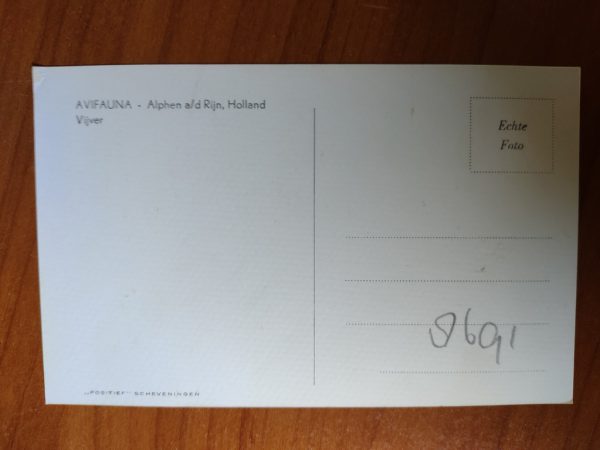 AVIFAUNA - Alphen a/d Rijn, Holland
Vijver
Echte
Foto
8691
„POSITIEF" SCHEVENINGEN